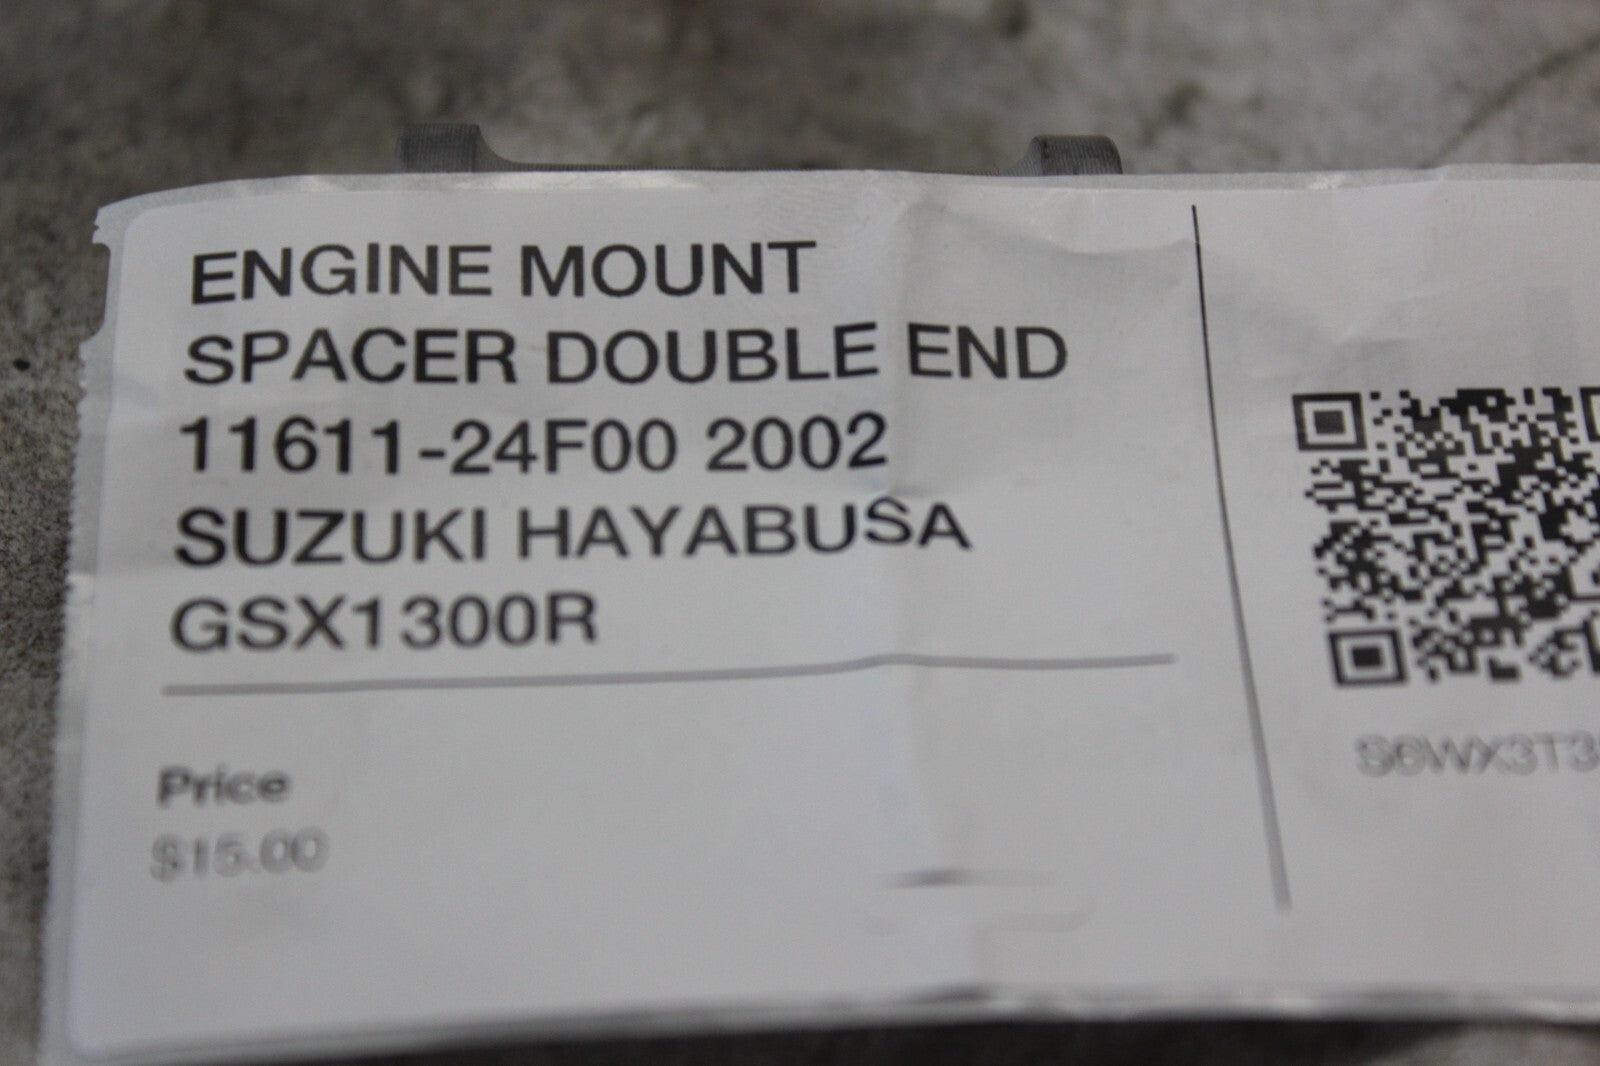 ENGINE MOUNT
SPACER DOUBLE END
11611-24F00 2002
SUZUKI HAYABUSA
GSX1300R
Price
$15.00